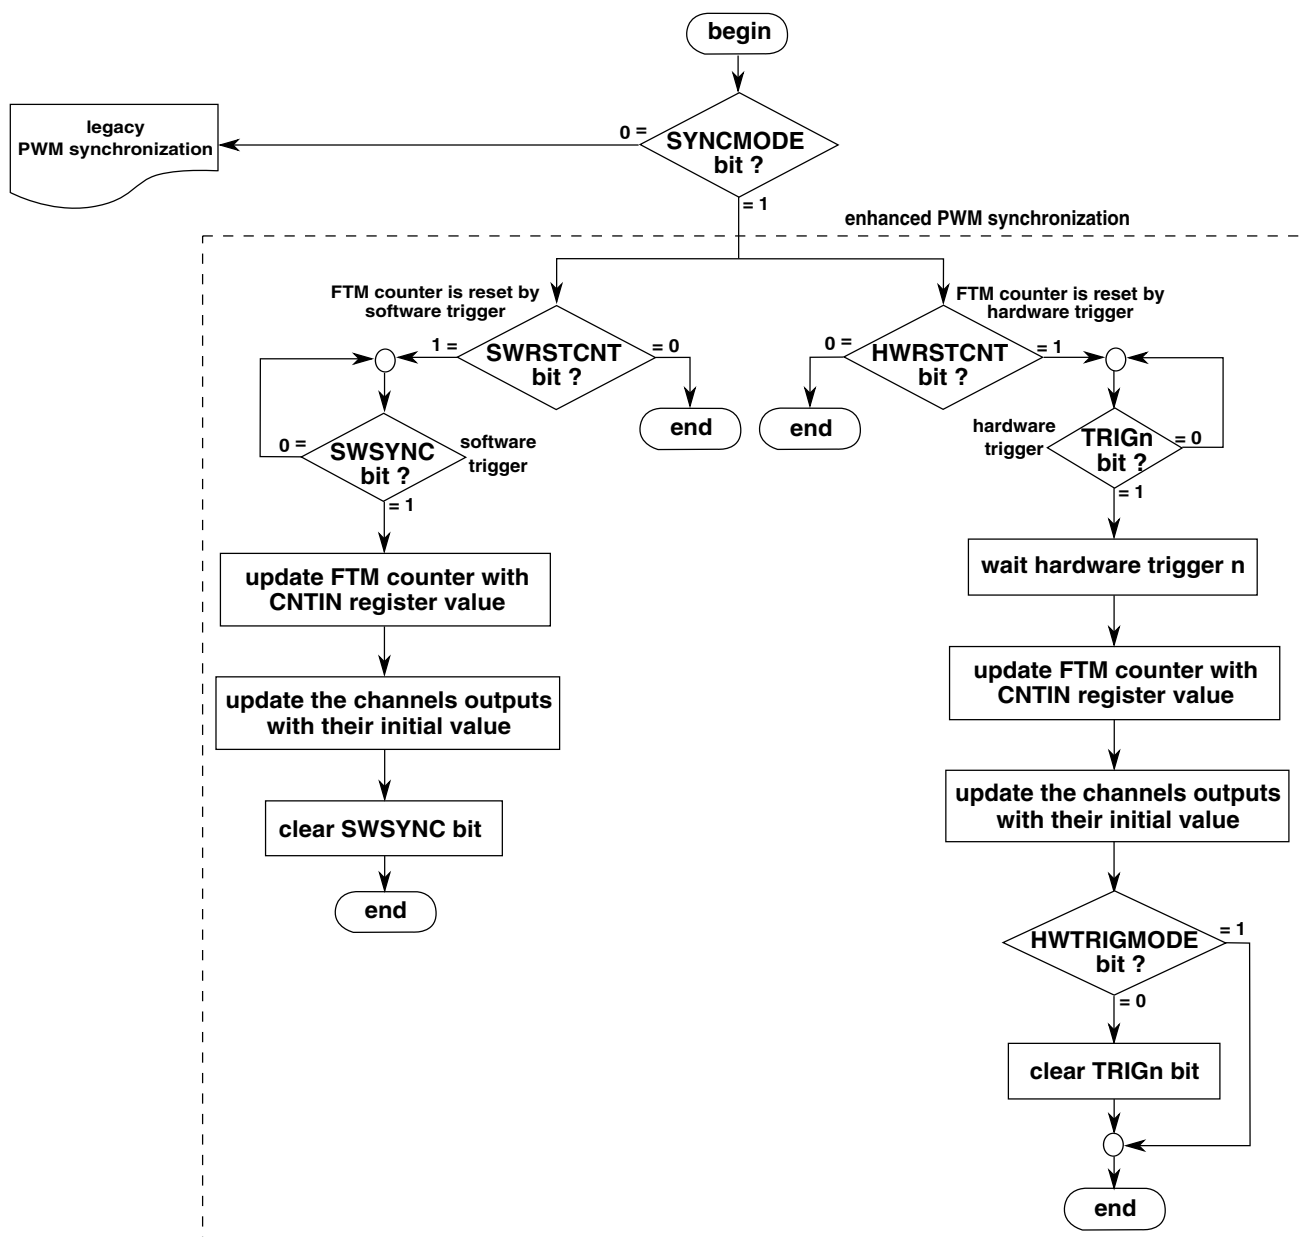 begin
legacy
PWM synchronization
0 =
SYNCMODE
bit ?
= 1
enhanced PWM synchronization
FTM counter is reset by
software trigger
FTM counter is reset by
hardware trigger
1 =
SWRSTCNT
bit ?
= 0
0 =
HWRSTCNT
bit ?
= 1
end
end
0 =
SWSYNC
bit ?
software
trigger
= 1
hardware
trigger
TRIGn
bit ?
= 0
= 1
update FTM counter with
CNTIN register value
wait hardware trigger n
update the channels outputs
with their initial value
update FTM counter with
CNTIN register value
clear SWSYNC bit
update the channels outputs
with their initial value
end
HWTRIGMODE
bit ?
= 1
= 0
clear TRIGn bit
end